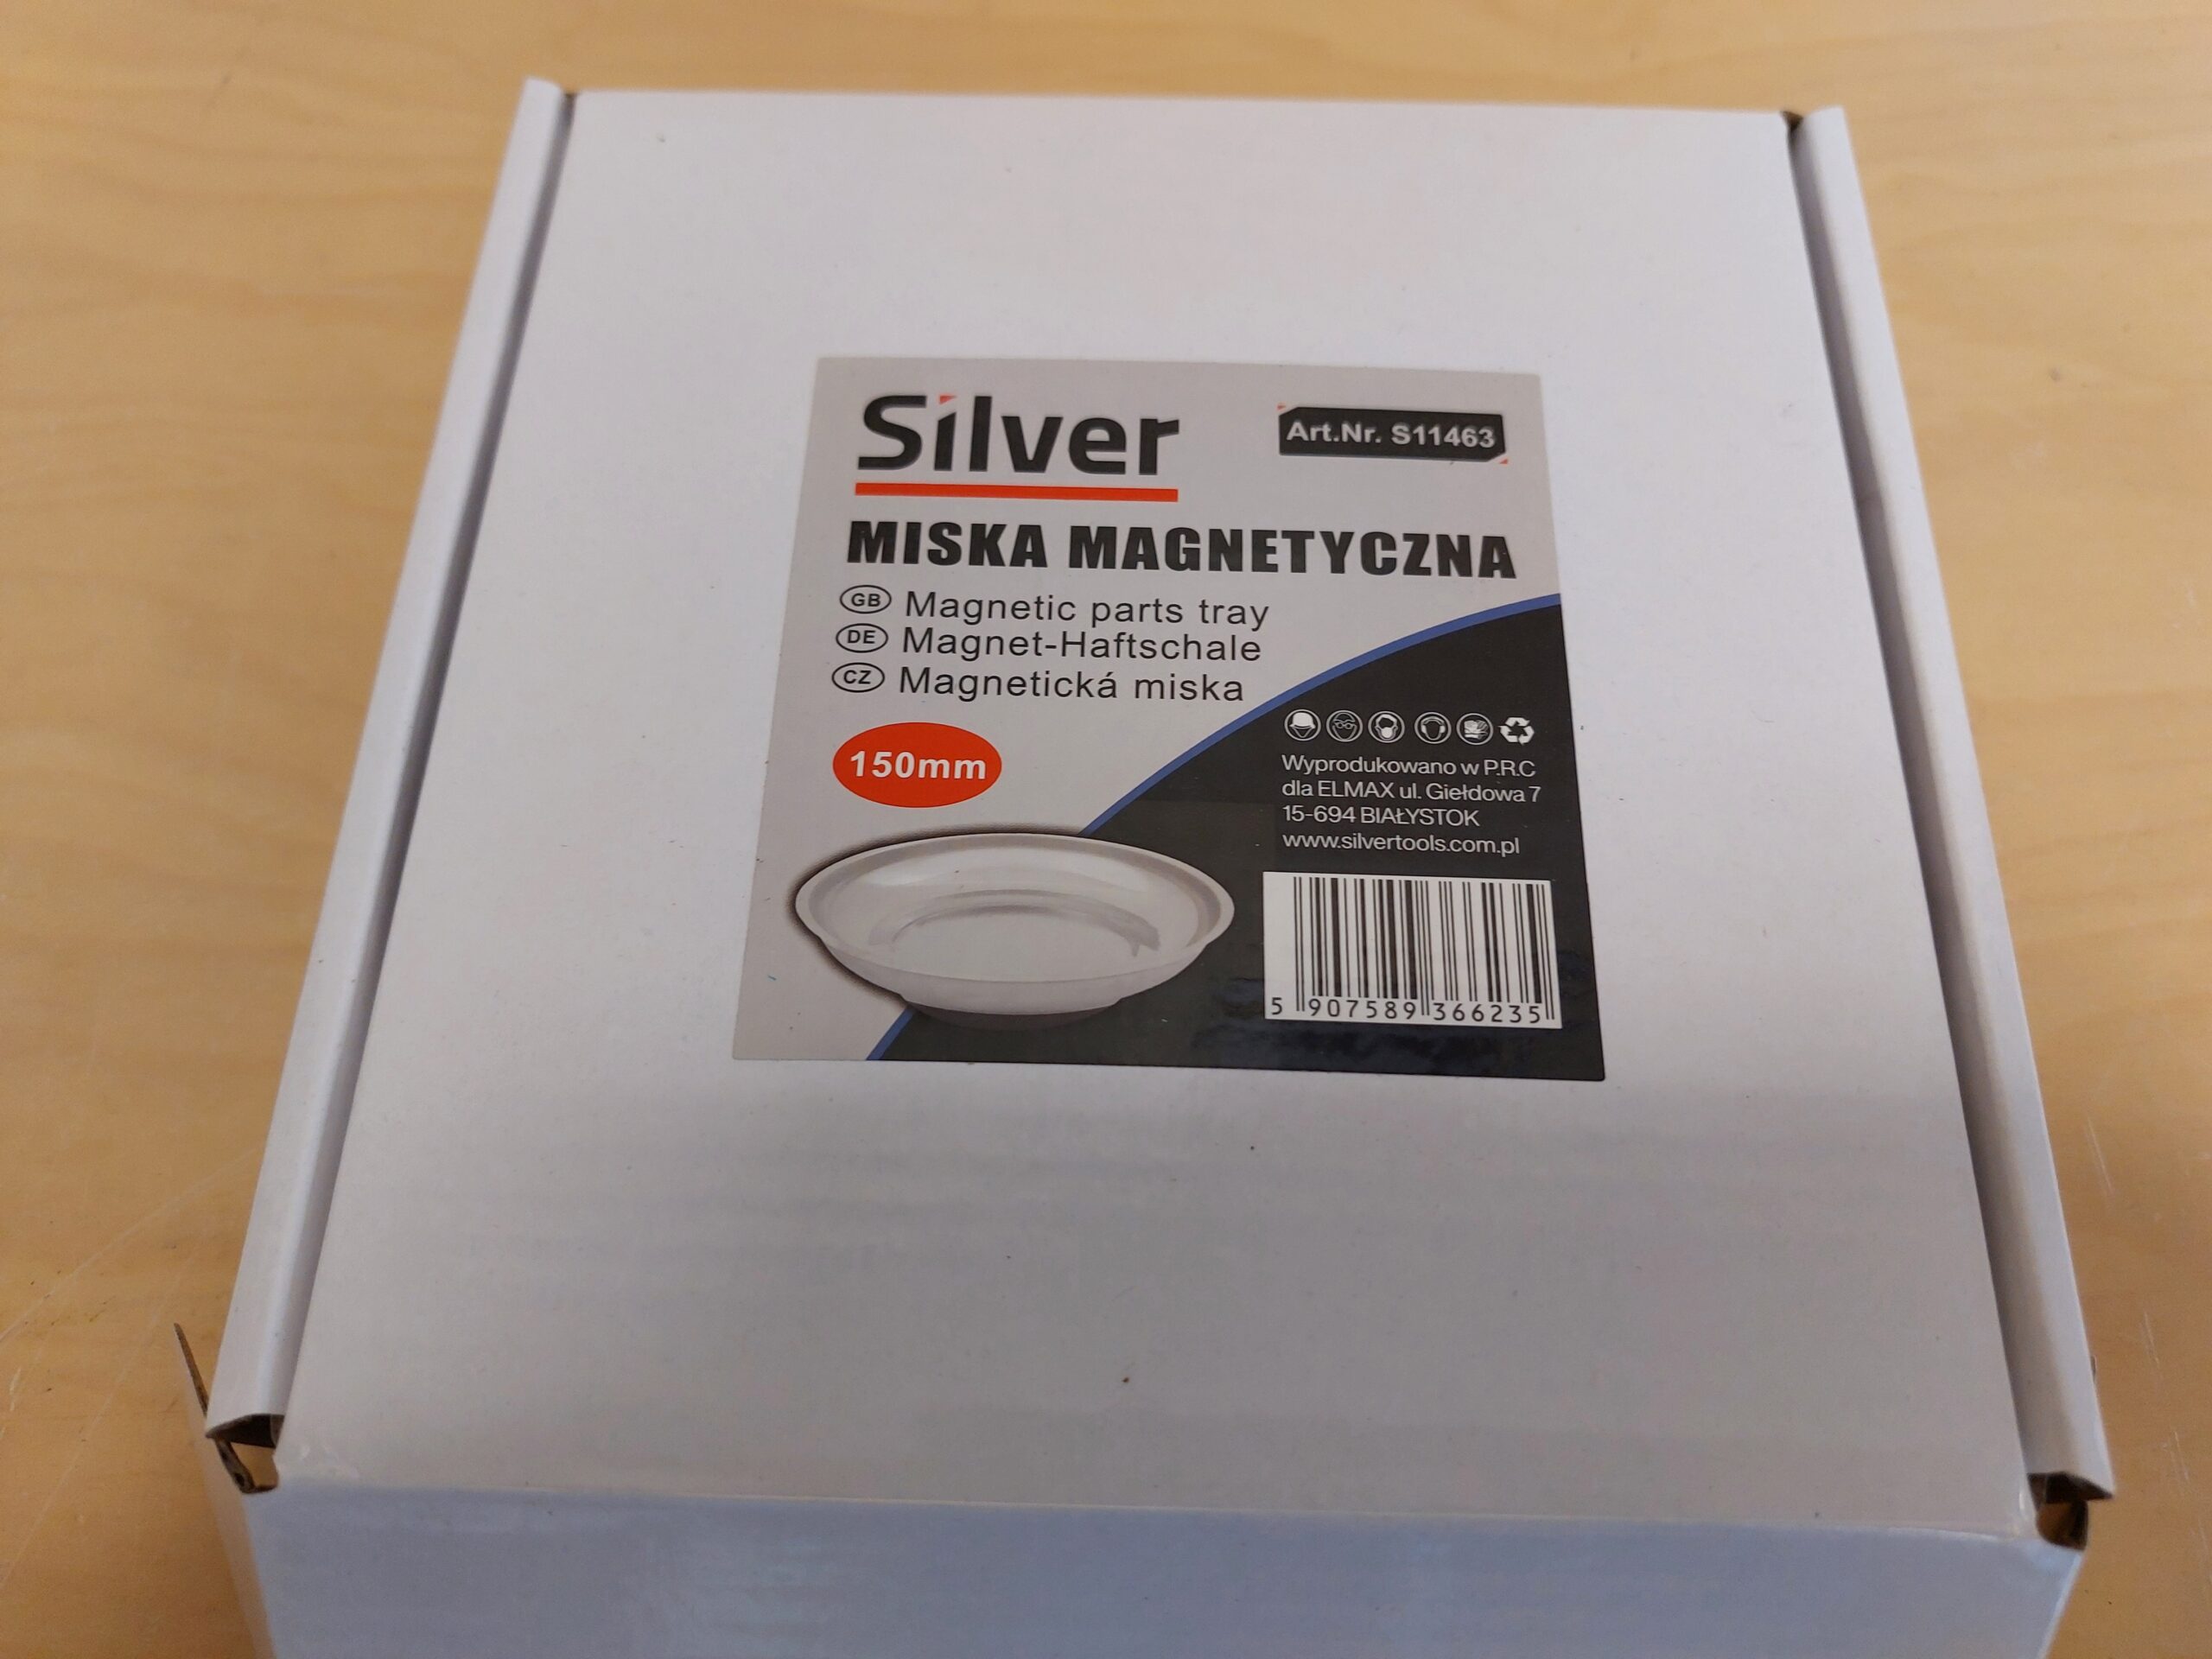 Silver
Art.Nr. S11463
MISKA MAGNETYCZNA
GB Magnetic parts tray
DE Magnet-Haftschale
CZ Magnetická miska
150mm
Wyprodukowano w P.R.C
dla ELMAX ul. Giełdowa 7
15-694 BIAŁYSTOK
www.silvertools.com.pl
5 907589 366235